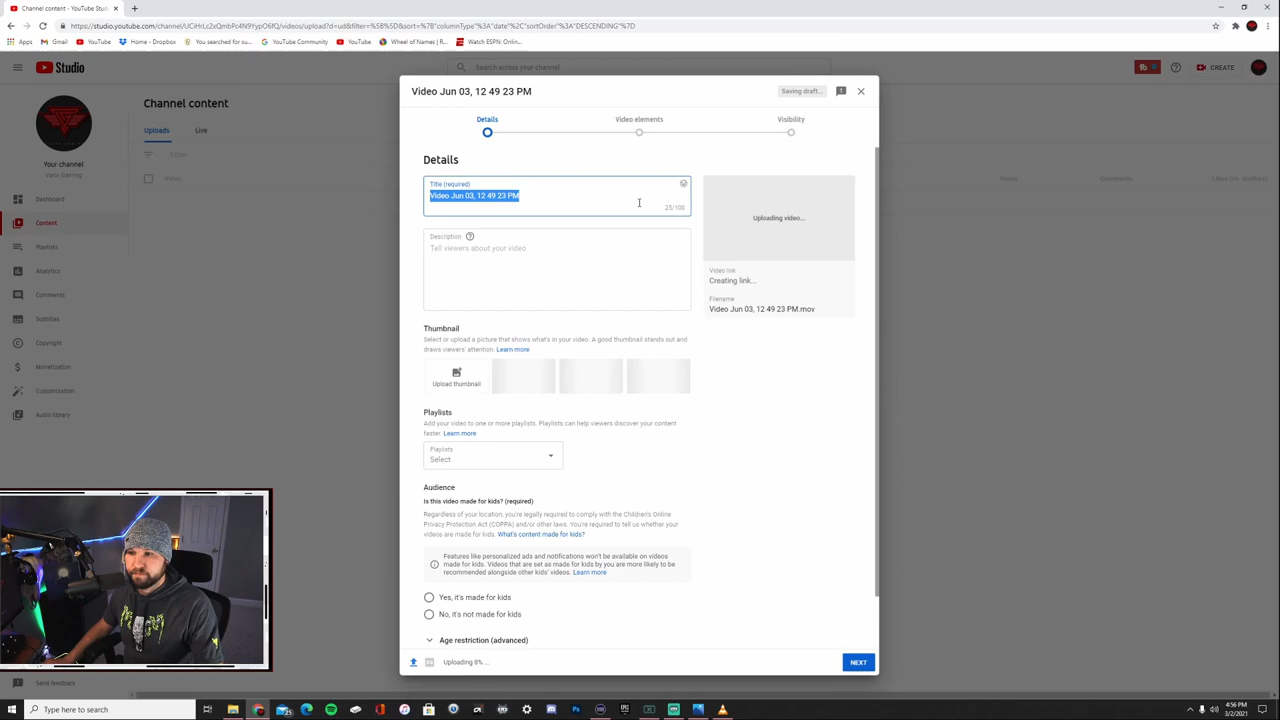 Channel content - YouTube Stud
https://studio.youtube.com/channel/UCiHrLc2xQmbPc4N9YypO6fQ/videos/upload?d=ud&filter=%5B%5D&sort=%7B"columnType"%3A"date"%2C"sortOrder"%3A"DESCENDING"%7D
Apps
Gmail
YouTube
Home - Dropbox
You searched for su...
YouTube Community
YouTube
Wheel of Names | R...
Watch ESPN: Onlin...
Studio
Search across your channel
CREATE
Your channel
Varor Gaming
Dashboard
Content
Playlists
Analytics
Comments
Subtitles
Copyright
Monetization
Customization
Audio library
Send feedback
Channel content
Uploads
Live
Filter
Video
Views
Comments
Likes (vs. dislikes)
Video Jun 03, 12 49 23 PM
Saving draft...
Details
Video elements
Visibility
Details
Title (required)
Video Jun 03, 12 49 23 PM
25/100
Description
Tell viewers about your video
Uploading video...
Video link
Creating link...
Filename
Video Jun 03, 12 49 23 PM.mov
Thumbnail
Select or upload a picture that shows what's in your video. A good thumbnail stands out and
draws viewers' attention. Learn more
Upload thumbnail
Playlists
Add your video to one or more playlists. Playlists can help viewers discover your content
faster. Learn more
Playlists
Select
Audience
Is this video made for kids? (required)
Regardless of your location, you're legally required to comply with the Children's Online
Privacy Protection Act (COPPA) and/or other laws. You're required to tell us whether your
videos are made for kids. What's content made for kids?
Features like personalized ads and notifications won't be available on videos
made for kids. Videos that are set as made for kids by you are more likely to be
recommended alongside other kids' videos. Learn more
Yes, it's made for kids
No, it's not made for kids
Age restriction (advanced)
Uploading 8% ...
NEXT
Type here to search
4:56 PM
3/2/2021